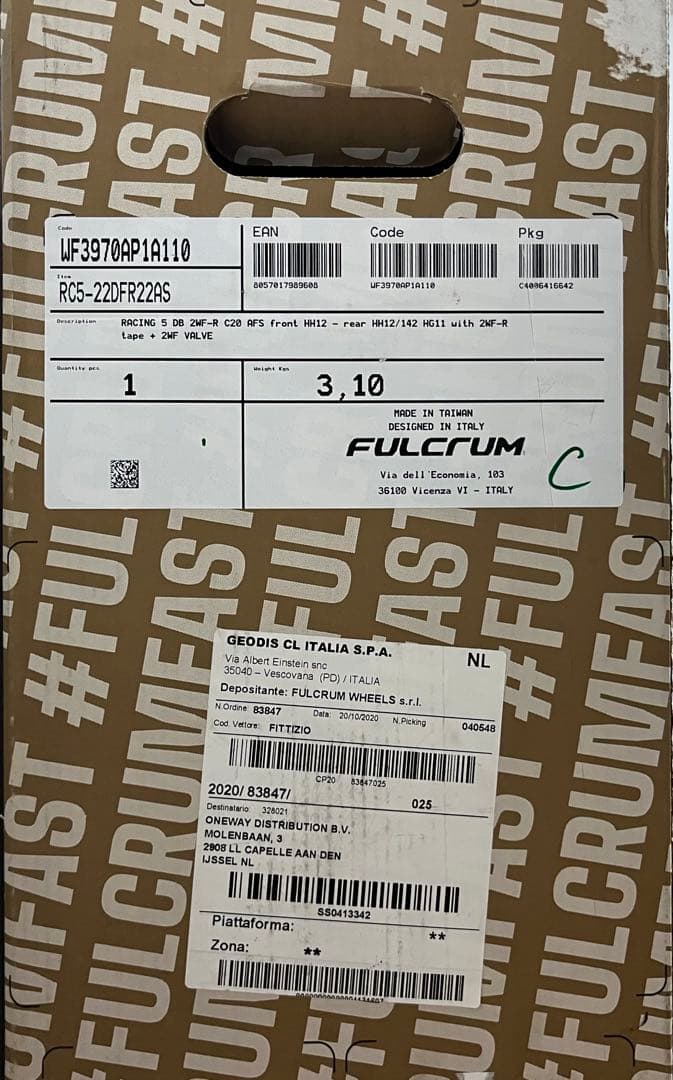 #FULCRUMFAST #FULCRUMFAST
Code
WF3970AP1A110
Item
RC5-22DFR22AS
EAN
8057017989608
Code
WF3970AP1A110
Pkg
C4006416642
Description
RACING 5 DB 2WF-R C20 AFS front HH12 - rear HH12/142 HG11 with 2WF-R
tape + 2WF VALVE
Quantity pcs
1
Weight Kgs
3,10
MADE IN TAIWAN
DESIGNED IN ITALY
FULCRUM
Via dell'Economia, 103
36100 Vicenza VI - ITALY
C
GEODIS CL ITALIA S.P.A.
NL
Via Albert Einstein snc
35040 – Vescovana (PD) / ITALIA
Depositante: FULCRUM WHEELS s.r.l.
N.Ordine: 83847 Data: 20/10/2020 N.Picking 040548
Cod. Vettore: FITTIZIO
CP20 83847025
2020/ 83847/ 025
Destinatario: 328021
ONEWAY DISTRIBUTION B.V.
MOLENBAAN, 3
2908 LL CAPELLE AAN DEN
IJSSEL NL
SS0413342
Piattaforma: **
Zona: **